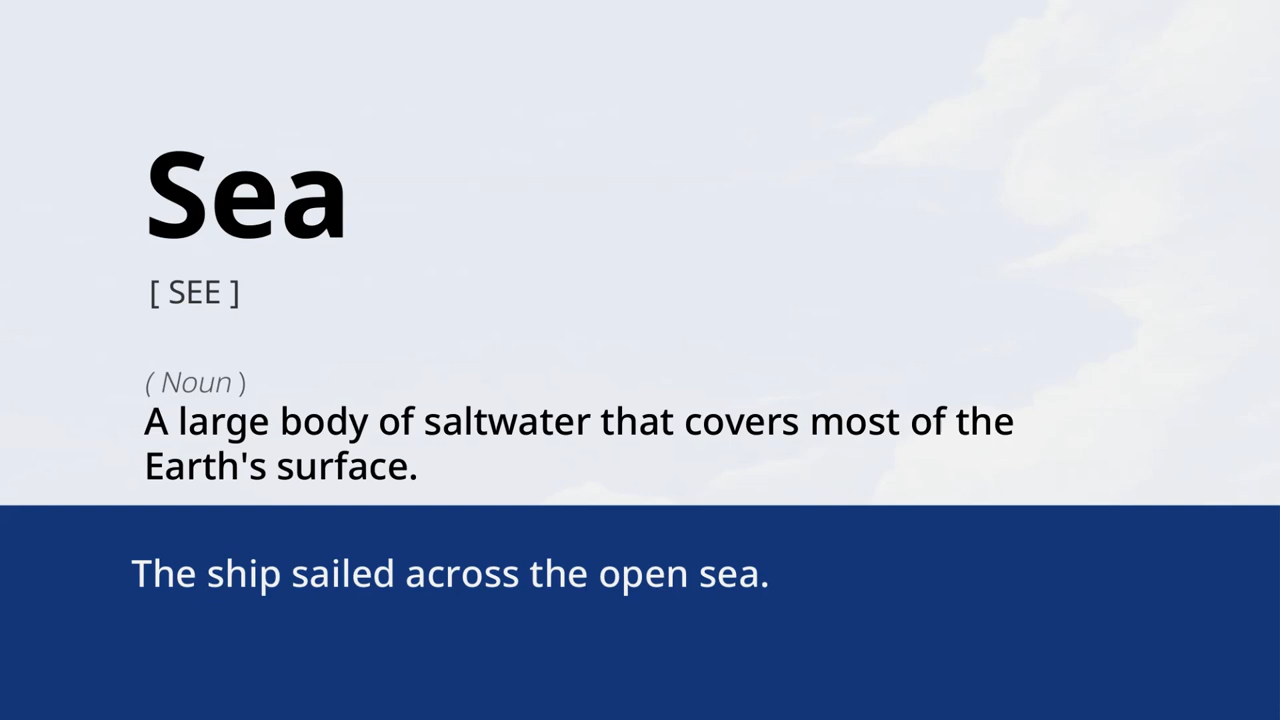 Sea
[ SEE ]
( Noun )
A large body of saltwater that covers most of the
Earth's surface.
The ship sailed across the open sea.